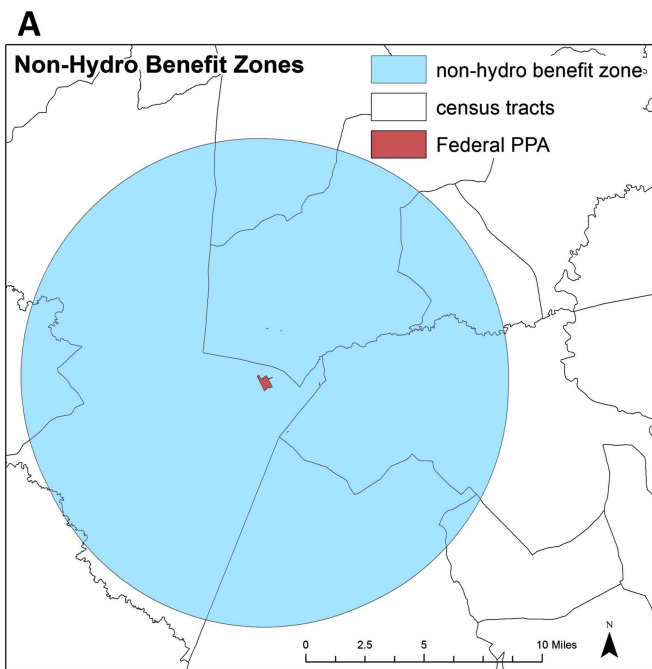 A
Non-Hydro Benefit Zones
non-hydro benefit zone
census tracts
Federal PPA
N
0 2.5 5 10 Miles